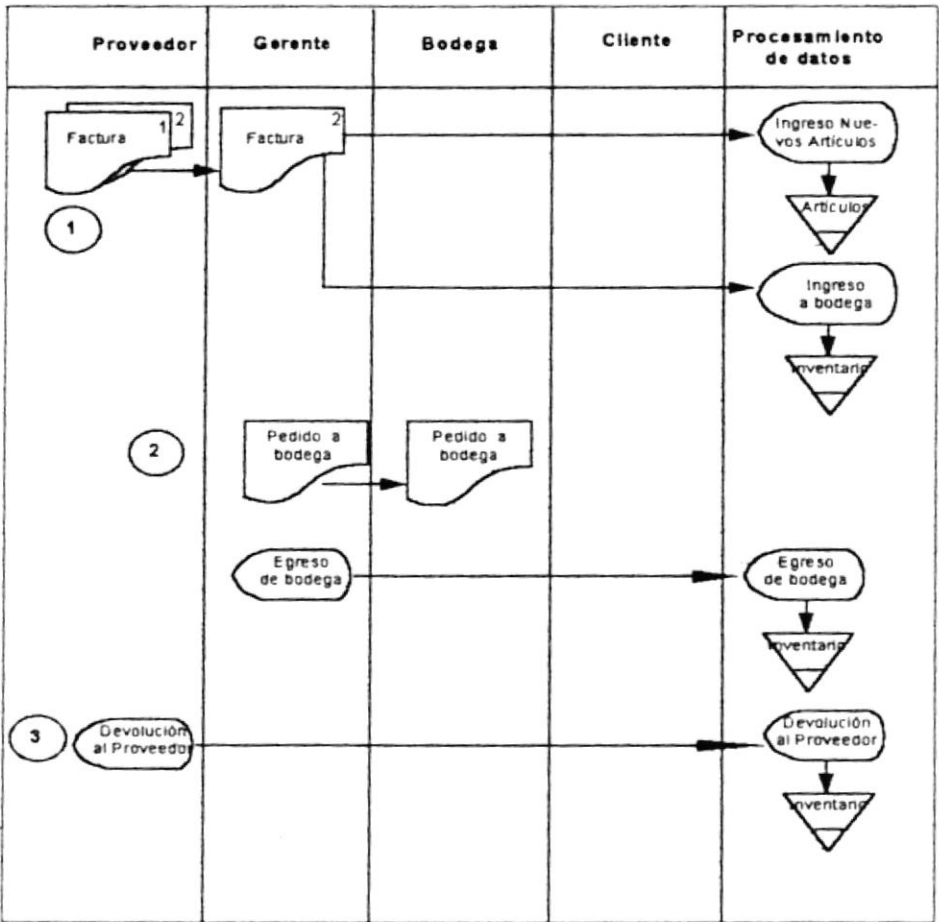 Proveedor
Gerente
Bodega
Cliente
Procesamiento
de datos
Factura
1
2
Factura
2
Ingreso Nue-
vos Artículos
Artículos
1
Ingreso
a bodega
Inventario
2
Pedido a
bodega
Pedido a
bodega
Egreso
de bodega
Egreso
de bodega
Inventario
3
Devolución
al Proveedor
Devolución
al Proveedor
Inventario